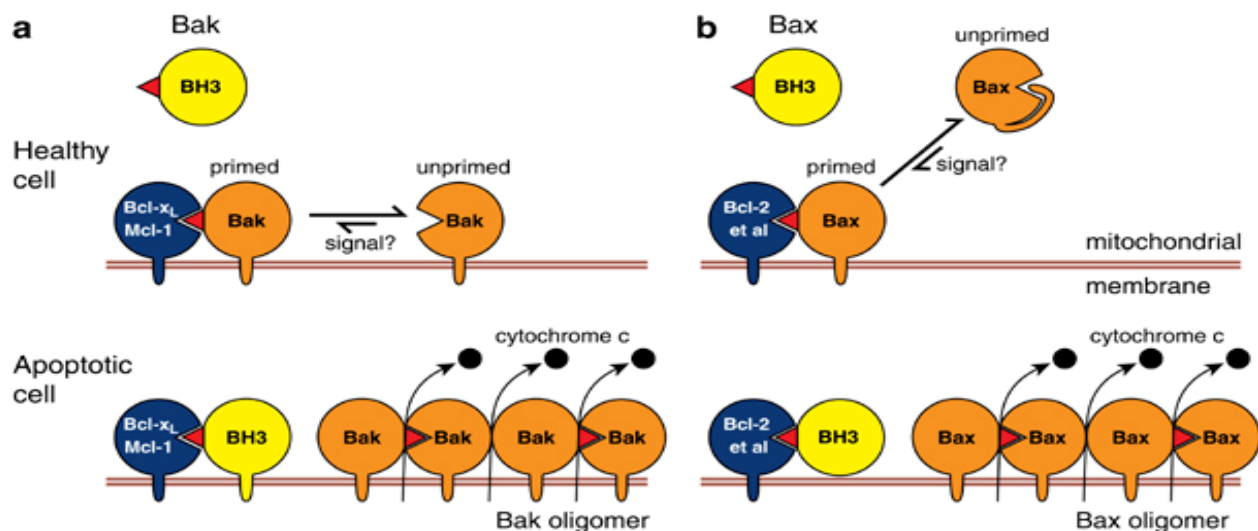 a
Bak
BH3
Healthy
cell
primed
unprimed
Bcl-xL
Mcl-1
Bak
Bak
signal?
Apoptotic
cell
cytochrome c
Bcl-xL
Mcl-1
BH3
Bak
Bak
Bak
Bak
Bak oligomer
b
Bax
unprimed
BH3
Bax
signal?
primed
Bcl-2
et al
Bax
mitochondrial
membrane
cytochrome c
Bcl-2
et al
BH3
Bax
Bax
Bax
Bax
Bax oligomer